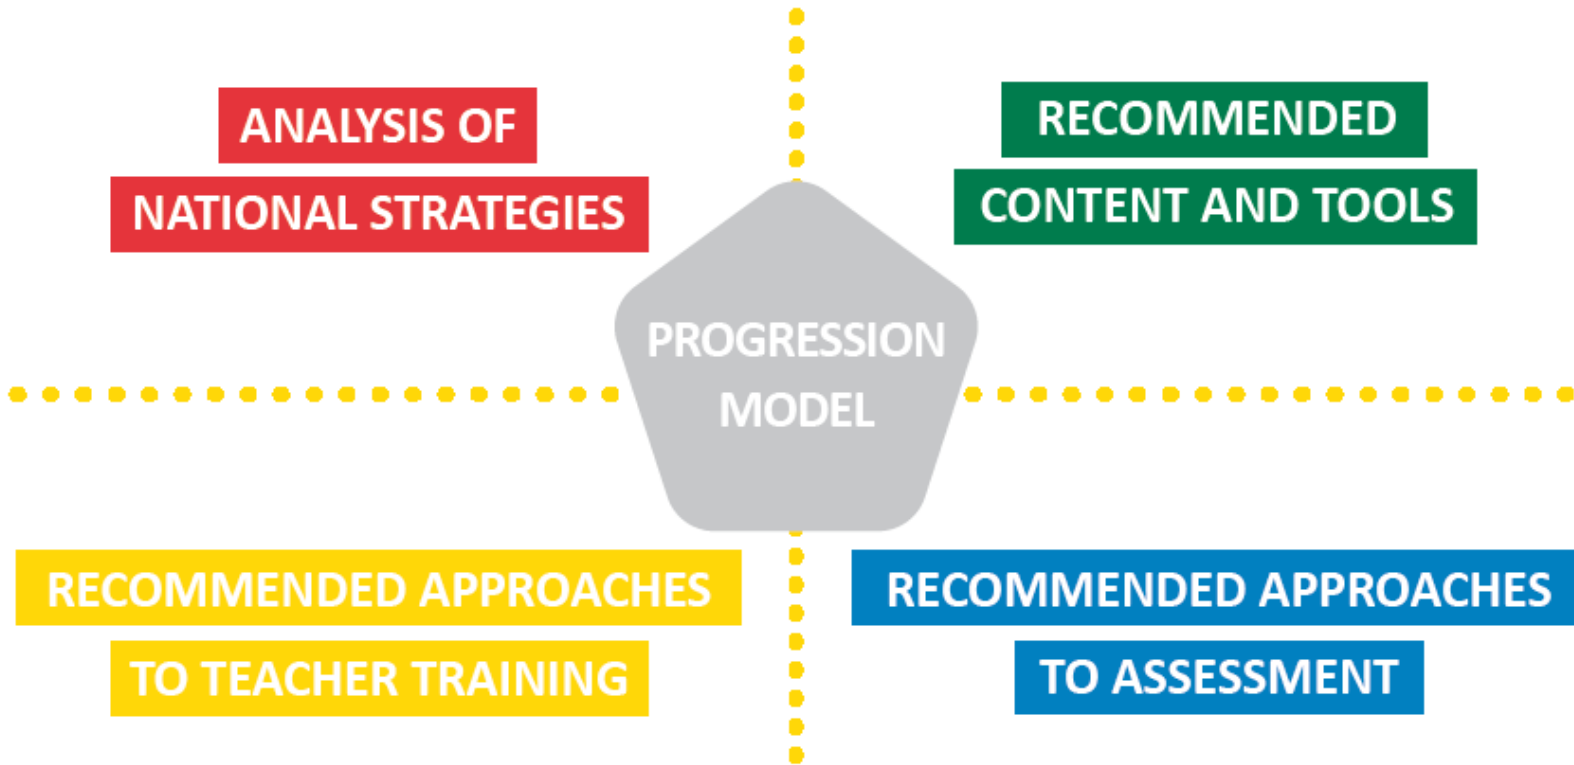 ANALYSIS OF
NATIONAL STRATEGIES
RECOMMENDED
CONTENT AND TOOLS
PROGRESSION
MODEL
RECOMMENDED APPROACHES
TO TEACHER TRAINING
RECOMMENDED APPROACHES
TO ASSESSMENT